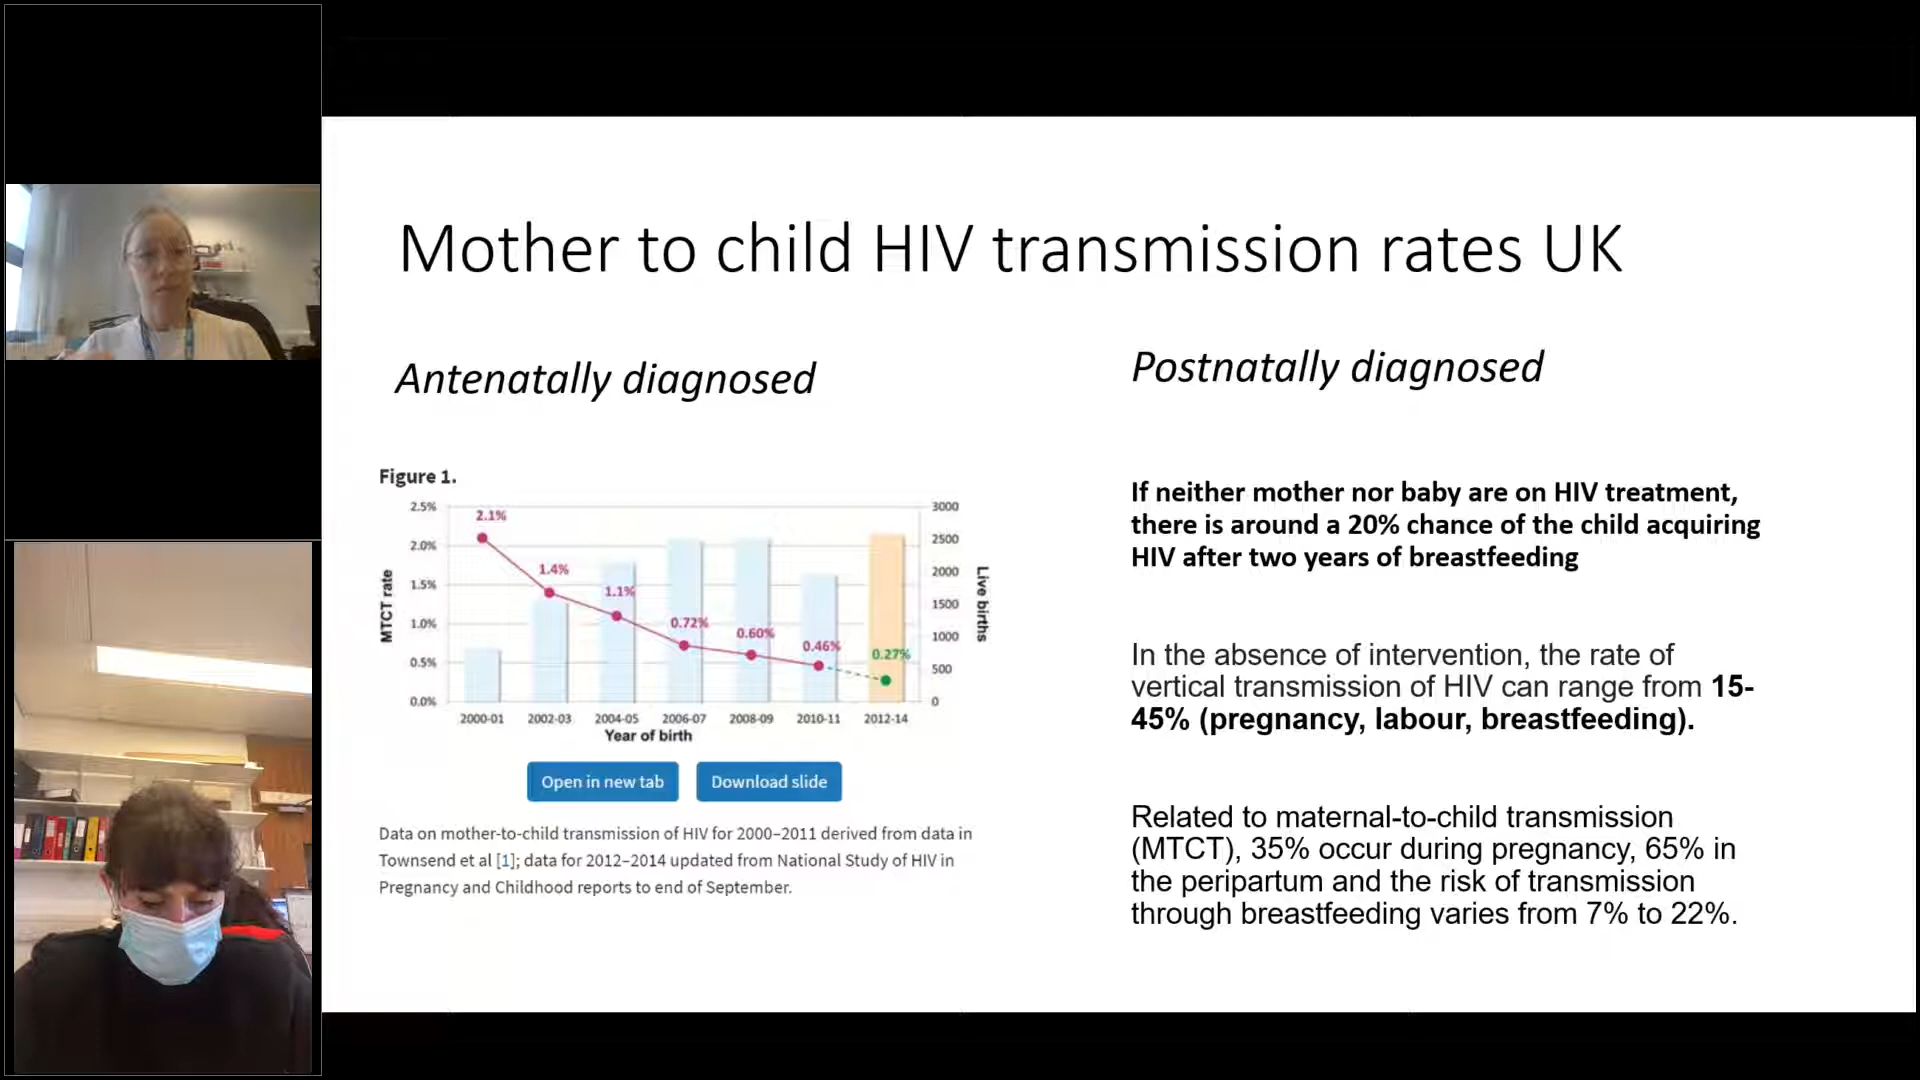 Mother to child HIV transmission rates UK
Antenatally diagnosed
Figure 1.
2.5%
2.0%
1.5%
1.0%
0.5%
0.0%
MTCT rate
2.1%
1.4%
1.1%
0.72%
0.60%
0.46%
0.27%
3000
2500
2000
1500
1000
500
0
Live births
2000-01
2002-03
2004-05
2006-07
2008-09
2010-11
2012-14
Year of birth
Open in new tab
Download slide
Data on mother-to-child transmission of HIV for 2000–2011 derived from data in
Townsend et al [1]; data for 2012–2014 updated from National Study of HIV in
Pregnancy and Childhood reports to end of September.
Postnatally diagnosed
If neither mother nor baby are on HIV treatment,
there is around a 20% chance of the child acquiring
HIV after two years of breastfeeding
In the absence of intervention, the rate of
vertical transmission of HIV can range from 15-
45% (pregnancy, labour, breastfeeding).
Related to maternal-to-child transmission
(MTCT), 35% occur during pregnancy, 65% in
the peripartum and the risk of transmission
through breastfeeding varies from 7% to 22%.